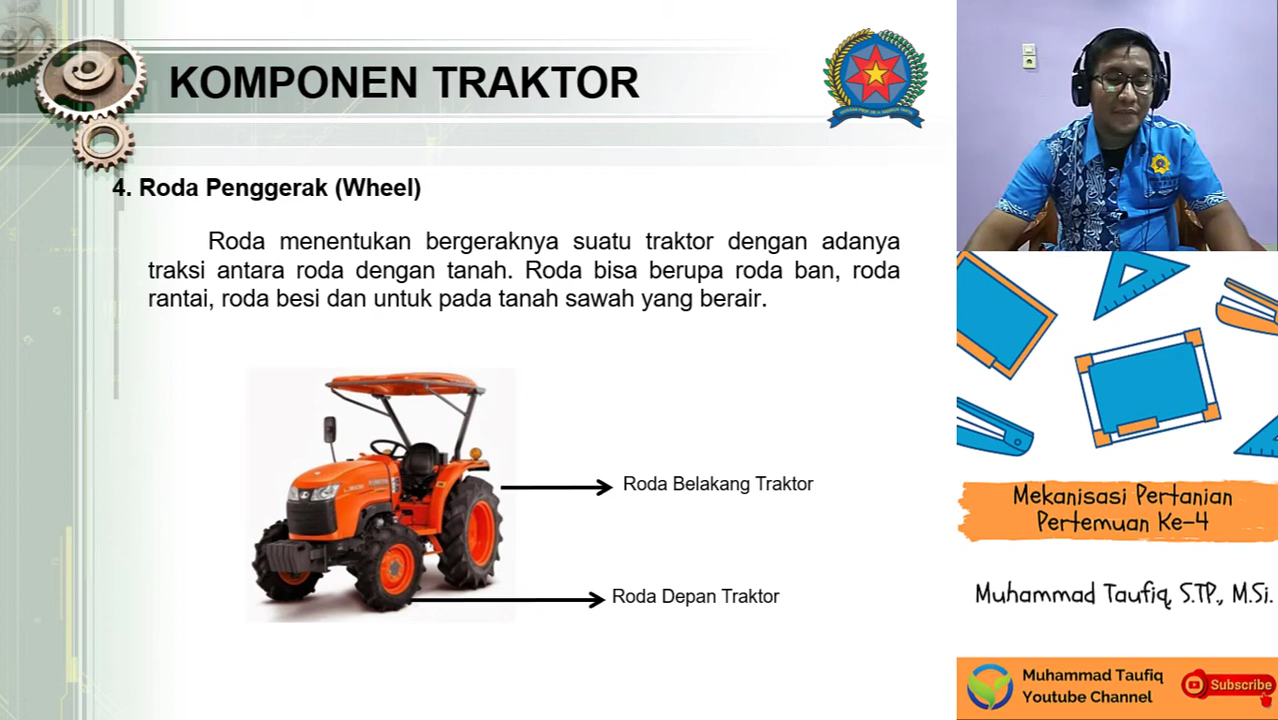 KOMPONEN TRAKTOR
4. Roda Penggerak (Wheel)
Roda menentukan bergeraknya suatu traktor dengan adanya
traksi antara roda dengan tanah. Roda bisa berupa roda ban, roda
rantai, roda besi dan untuk pada tanah sawah yang berair.
Roda Belakang Traktor
Roda Depan Traktor
Mekanisasi Pertanian
Pertemuan Ke-4
Muhammad Taufiq, S.TP., M.Si.
Muhammad Taufiq
Youtube Channel
Subscribe